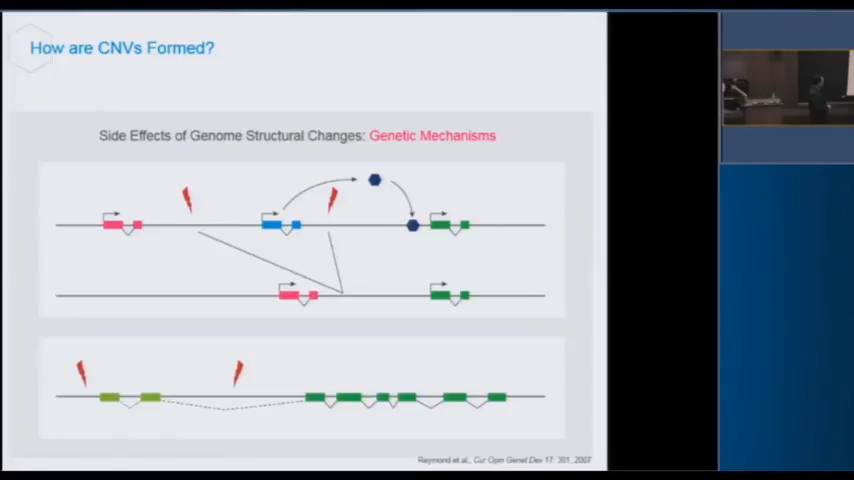 How are CNVs Formed?
Side Effects of Genome Structural Changes: Genetic Mechanisms
Reymond et al., Cur Opin Genet Dev 17: 381, 2007